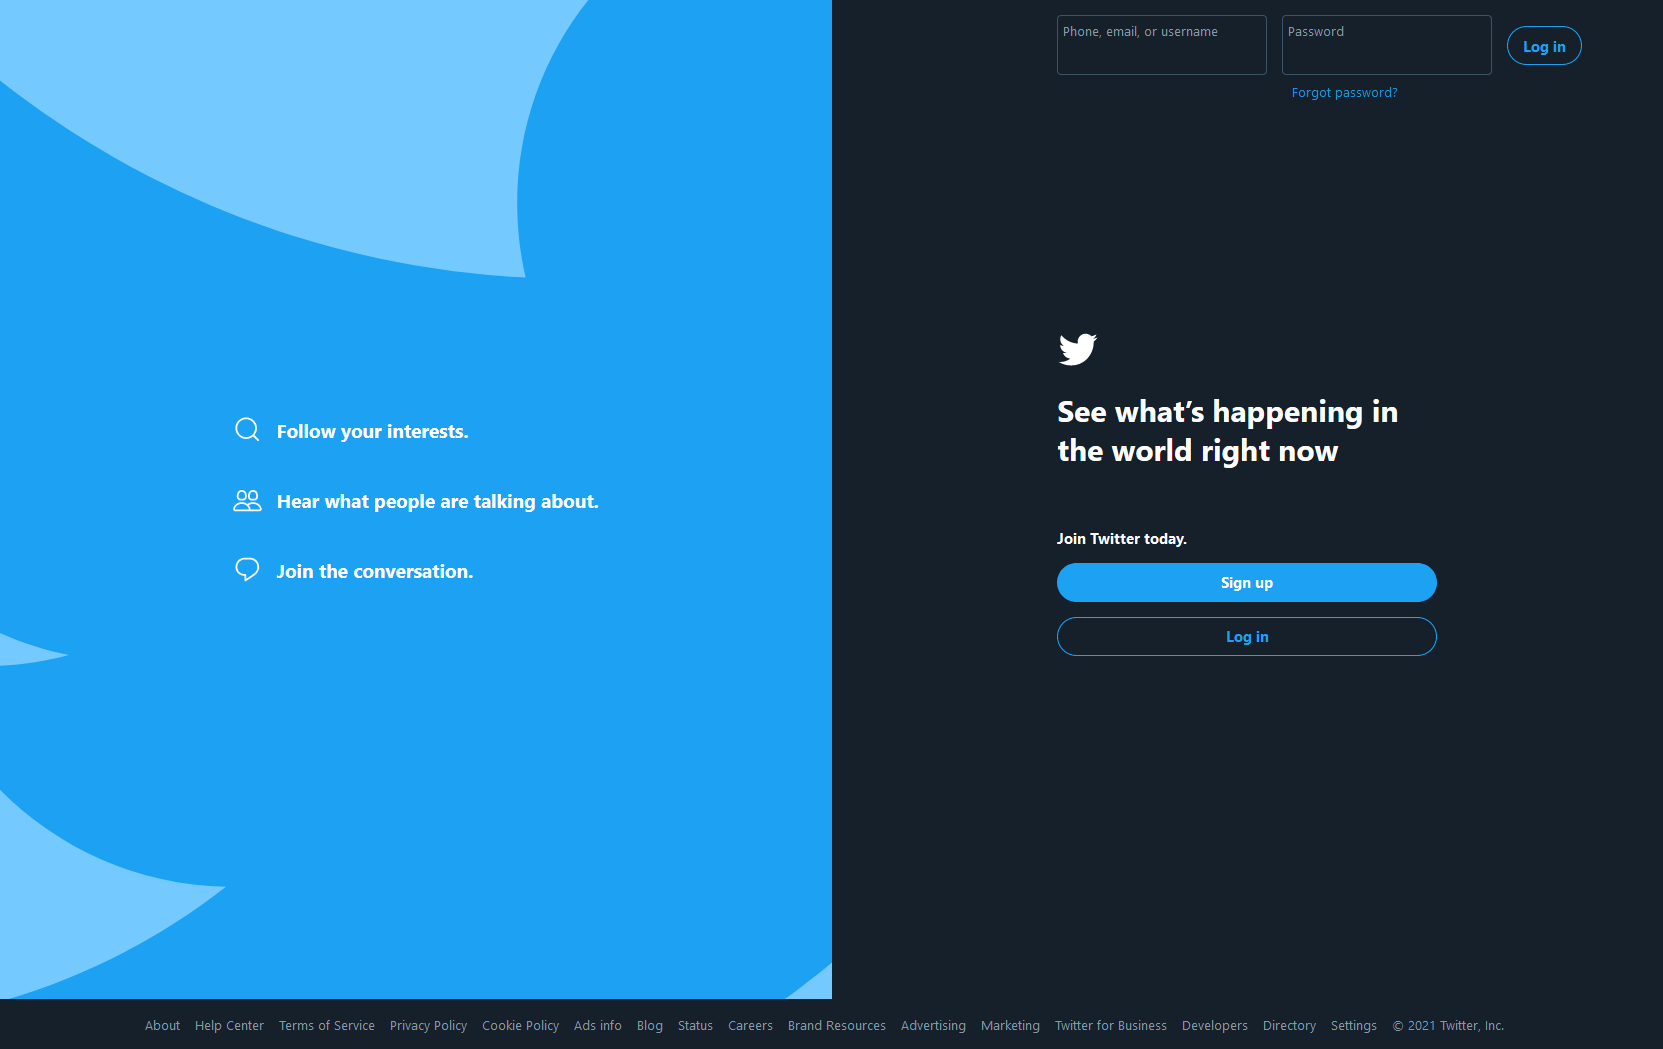 Phone, email, or username
Password
Log in
Forgot password?
Follow your interests.
Hear what people are talking about.
Join the conversation.
See what’s happening in
the world right now
Join Twitter today.
Sign up
Log in
About Help Center Terms of Service Privacy Policy Cookie Policy Ads info Blog Status Careers Brand Resources Advertising Marketing Twitter for Business Developers Directory Settings © 2021 Twitter, Inc.